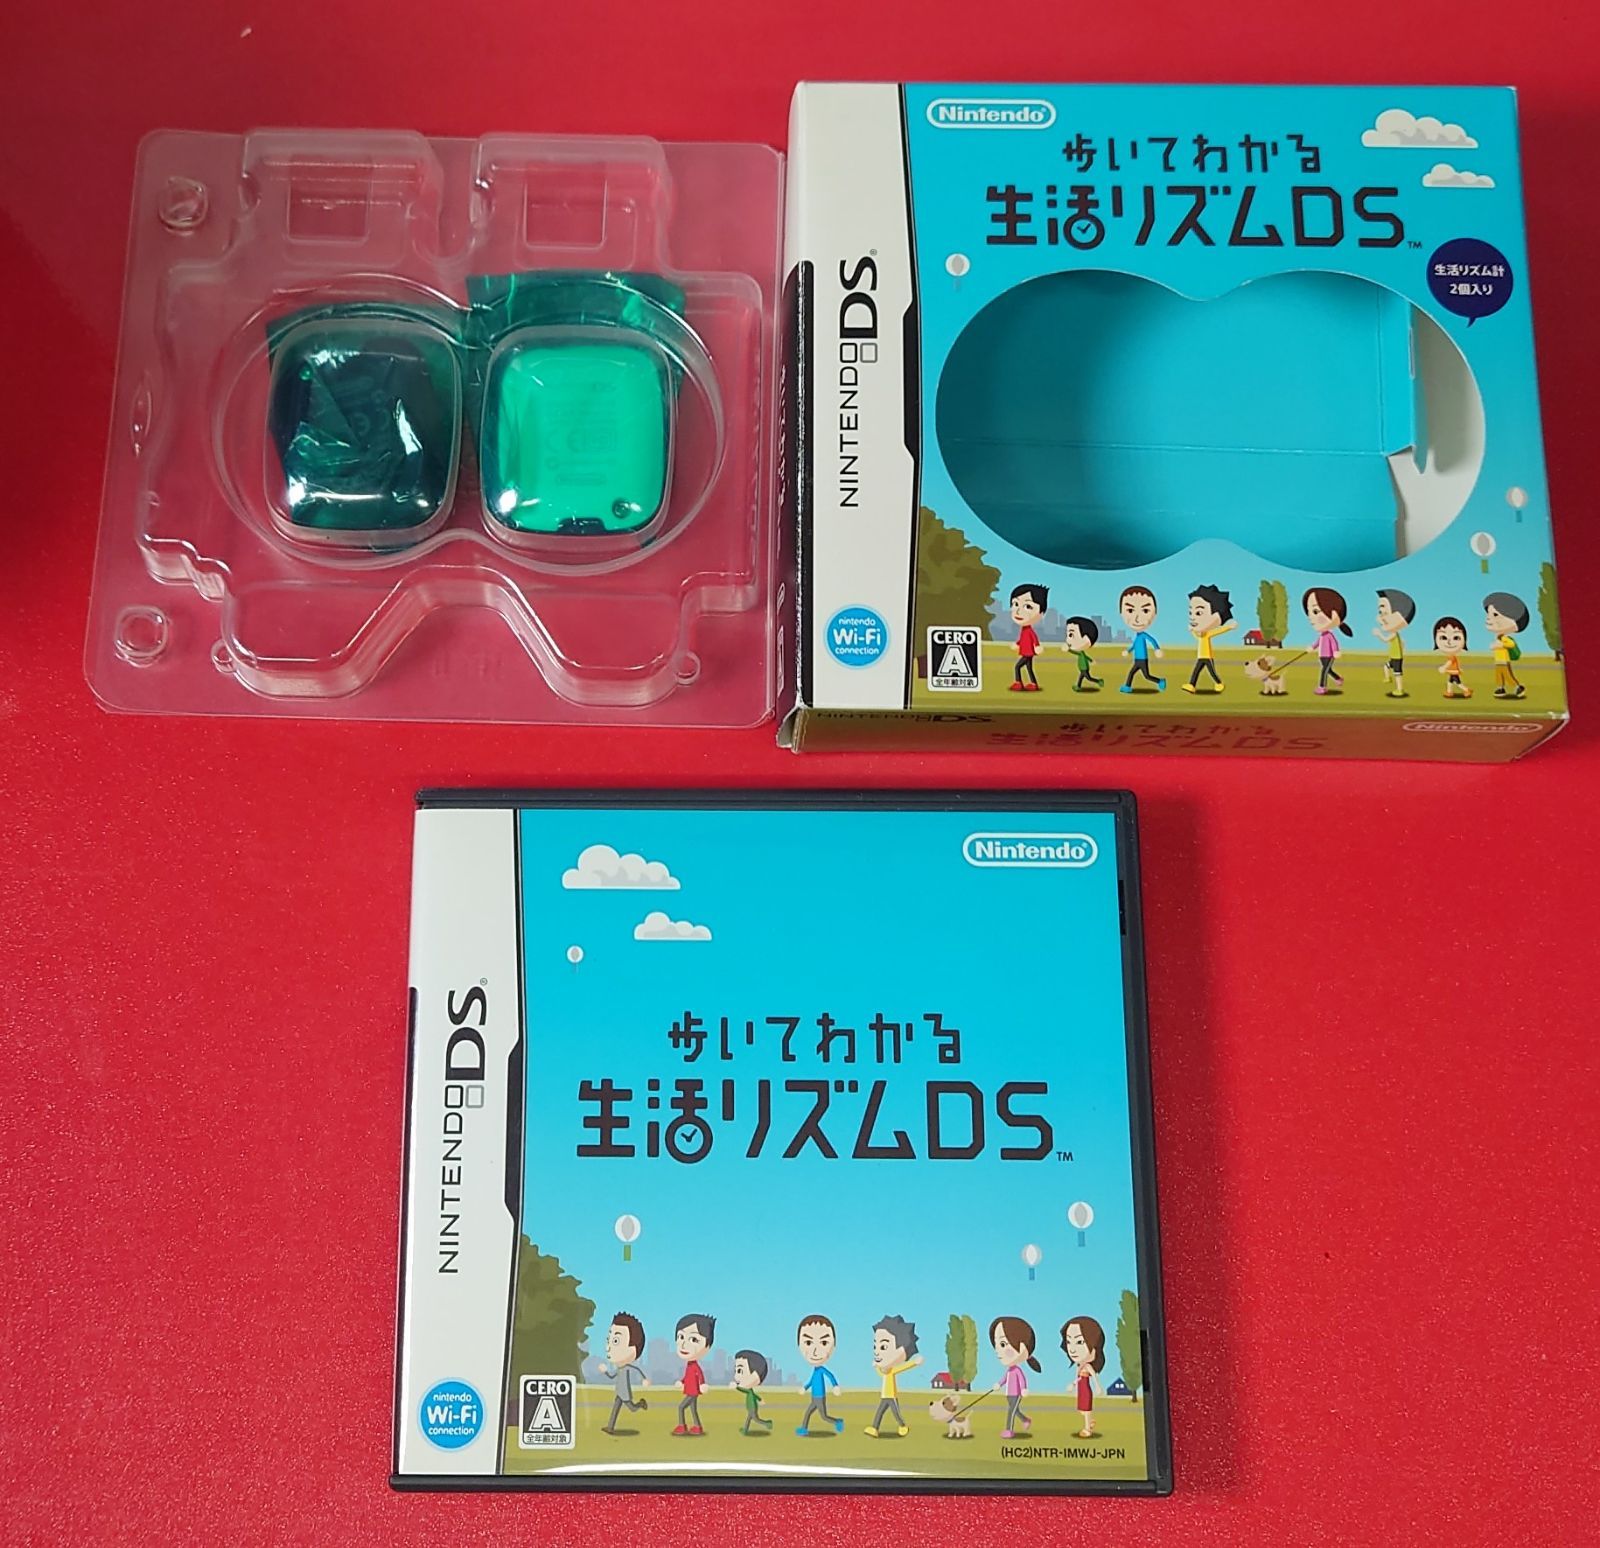 Nintendo
歩いてわかる
生活リズムDS™
生活リズム計
2個入り
NINTENDO DS®
nintendo
Wi-Fi
connection
CERO
A
全年齢対象
NINTENDO DS
歩いてわかる
生活リズムDS
Nintendo
Nintendo
歩いてわかる
生活リズムDS™
NINTENDO DS®
nintendo
Wi-Fi
connection
CERO
A
全年齢対象
(HC2)NTR-IMWJ-JPN